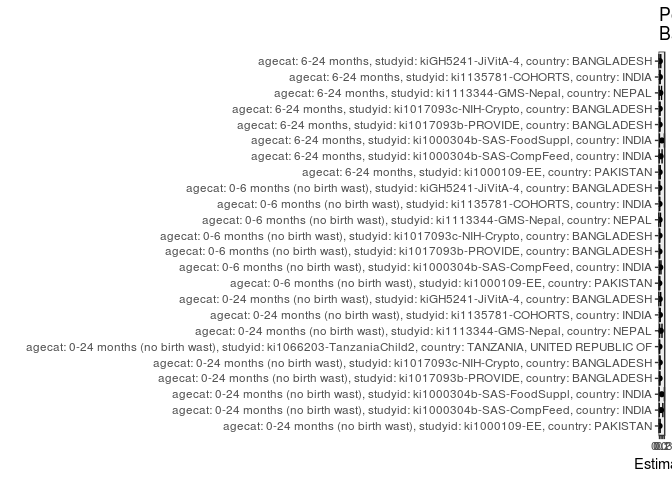 P
B
agecat: 6-24 months, studyid: kiGH5241-JiVitA-4, country: BANGLADESH
agecat: 6-24 months, studyid: ki1135781-COHORTS, country: INDIA
agecat: 6-24 months, studyid: ki1113344-GMS-Nepal, country: NEPAL
agecat: 6-24 months, studyid: ki1017093c-NIH-Crypto, country: BANGLADESH
agecat: 6-24 months, studyid: ki1017093b-PROVIDE, country: BANGLADESH
agecat: 6-24 months, studyid: ki1000304b-SAS-FoodSuppl, country: INDIA
agecat: 6-24 months, studyid: ki1000304b-SAS-CompFeed, country: INDIA
agecat: 6-24 months, studyid: ki1000109-EE, country: PAKISTAN
agecat: 0-6 months (no birth wast), studyid: kiGH5241-JiVitA-4, country: BANGLADESH
agecat: 0-6 months (no birth wast), studyid: ki1135781-COHORTS, country: INDIA
agecat: 0-6 months (no birth wast), studyid: ki1113344-GMS-Nepal, country: NEPAL
agecat: 0-6 months (no birth wast), studyid: ki1017093c-NIH-Crypto, country: BANGLADESH
agecat: 0-6 months (no birth wast), studyid: ki1017093b-PROVIDE, country: BANGLADESH
agecat: 0-6 months (no birth wast), studyid: ki1000304b-SAS-CompFeed, country: INDIA
agecat: 0-6 months (no birth wast), studyid: ki1000109-EE, country: PAKISTAN
agecat: 0-24 months (no birth wast), studyid: kiGH5241-JiVitA-4, country: BANGLADESH
agecat: 0-24 months (no birth wast), studyid: ki1135781-COHORTS, country: INDIA
agecat: 0-24 months (no birth wast), studyid: ki1113344-GMS-Nepal, country: NEPAL
agecat: 0-24 months (no birth wast), studyid: ki1066203-TanzaniaChild2, country: TANZANIA, UNITED REPUBLIC OF
agecat: 0-24 months (no birth wast), studyid: ki1017093c-NIH-Crypto, country: BANGLADESH
agecat: 0-24 months (no birth wast), studyid: ki1017093b-PROVIDE, country: BANGLADESH
agecat: 0-24 months (no birth wast), studyid: ki1000304b-SAS-FoodSuppl, country: INDIA
agecat: 0-24 months (no birth wast), studyid: ki1000304b-SAS-CompFeed, country: INDIA
agecat: 0-24 months (no birth wast), studyid: ki1000109-EE, country: PAKISTAN
Estima